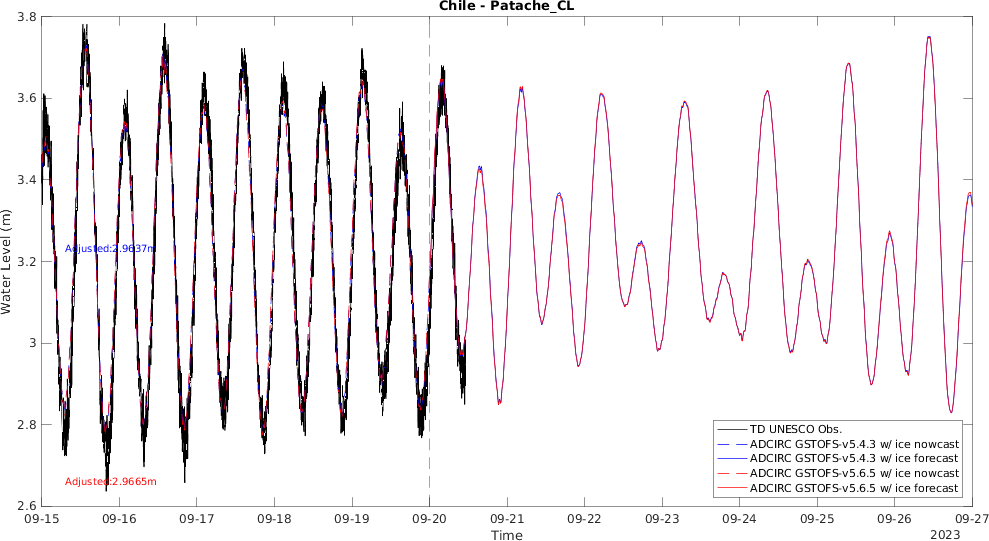 Chile - Patache_CL
Water Level (m)
3.8
3.6
3.4
3.2
3
2.8
2.6
Adjusted:2.9637m
Adjusted:2.9665m
TD UNESCO Obs.
ADCIRC GSTOFS-v5.4.3 w/ ice nowcast
ADCIRC GSTOFS-v5.4.3 w/ ice forecast
ADCIRC GSTOFS-v5.6.5 w/ ice nowcast
ADCIRC GSTOFS-v5.6.5 w/ ice forecast
09-15 09-16 09-17 09-18 09-19 09-20 09-21 09-22 09-23 09-24 09-25 09-26 09-27
Time
2023